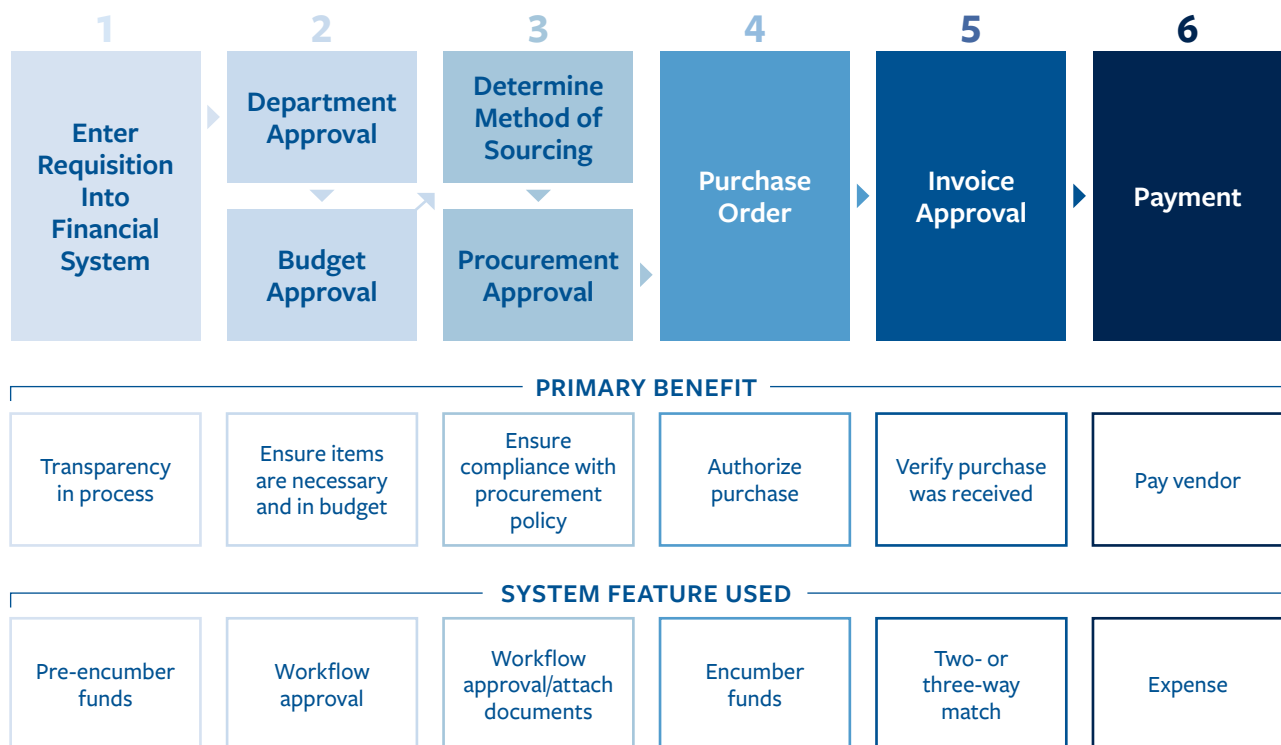 1
2
3
4
5
6
Enter
Requisition
Into
Financial
System
Department
Approval
Budget
Approval
Determine
Method of
Sourcing
Procurement
Approval
Purchase
Order
Invoice
Approval
Payment
PRIMARY BENEFIT
Transparency
in process
Ensure items
are necessary
and in budget
Ensure
compliance with
procurement
policy
Authorize
purchase
Verify purchase
was received
Pay vendor
SYSTEM FEATURE USED
Pre-encumber
funds
Workflow
approval
Workflow
approval/attach
documents
Encumber
funds
Two- or
three-way
match
Expense